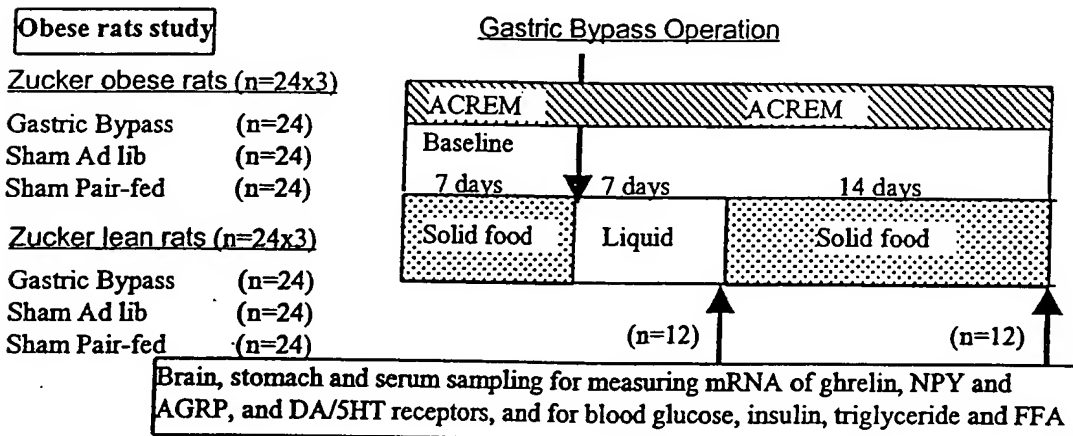 Obese rats study
Zucker obese rats (n=24x3)
Gastric Bypass (n=24)
Sham Ad lib (n=24)
Sham Pair-fed (n=24)
Zucker lean rats (n=24x3)
Gastric Bypass (n=24)
Sham Ad lib (n=24)
Sham Pair-fed (n=24)
Gastric Bypass Operation
ACREM ACREM
Baseline
7 days 7 days 14 days
Solid food Liquid Solid food
(n=12) (n=12)
Brain, stomach and serum sampling for measuring mRNA of ghrelin, NPY and
AGRP, and DA/5HT receptors, and for blood glucose, insulin, triglyceride and FFA